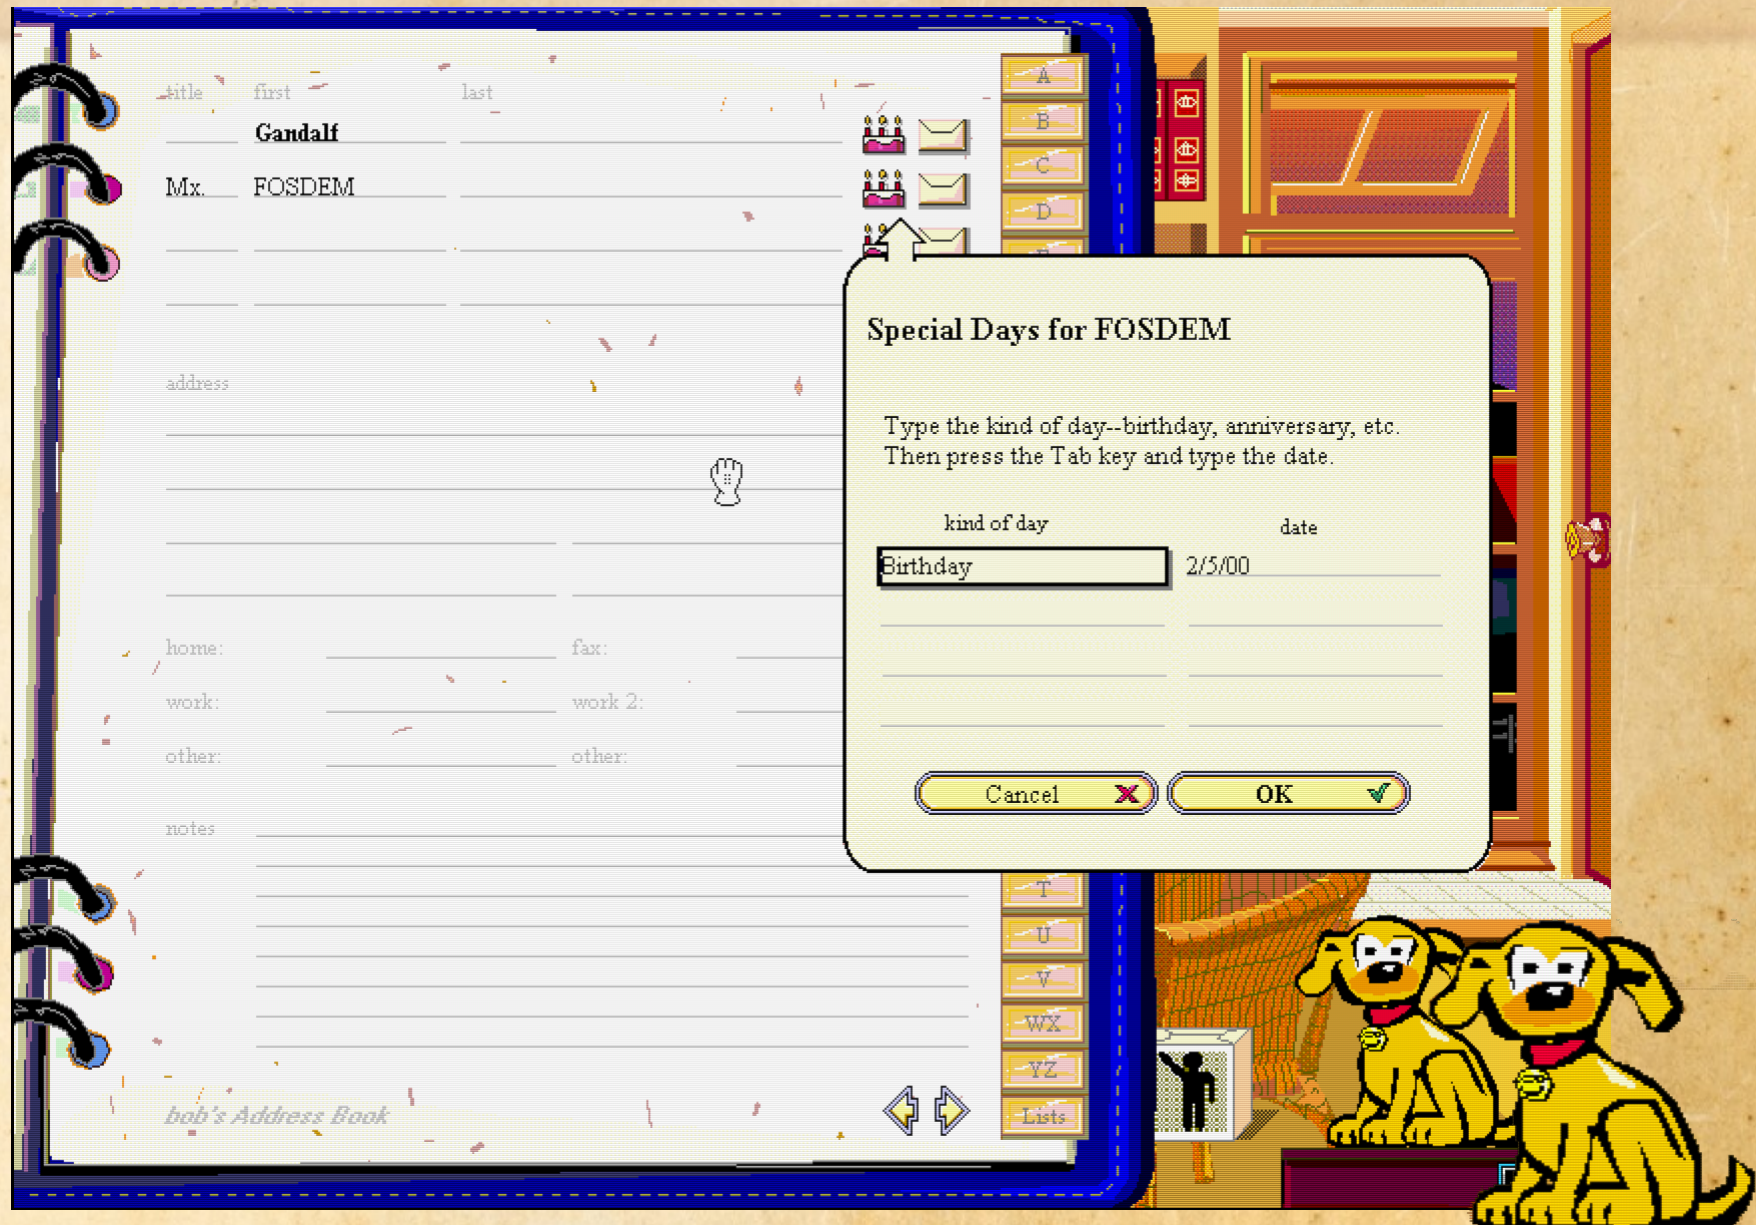 title first last
Gandalf
Mx. FOSDEM
address
home: fax:
work: work 2:
other: other:
notes
bob's Address Book
A
B
C
D
T
U
V
WX
YZ
Lists
Special Days for FOSDEM
Type the kind of day--birthday, anniversary, etc.
Then press the Tab key and type the date.
kind of day date
Birthday 2/5/00
Cancel OK